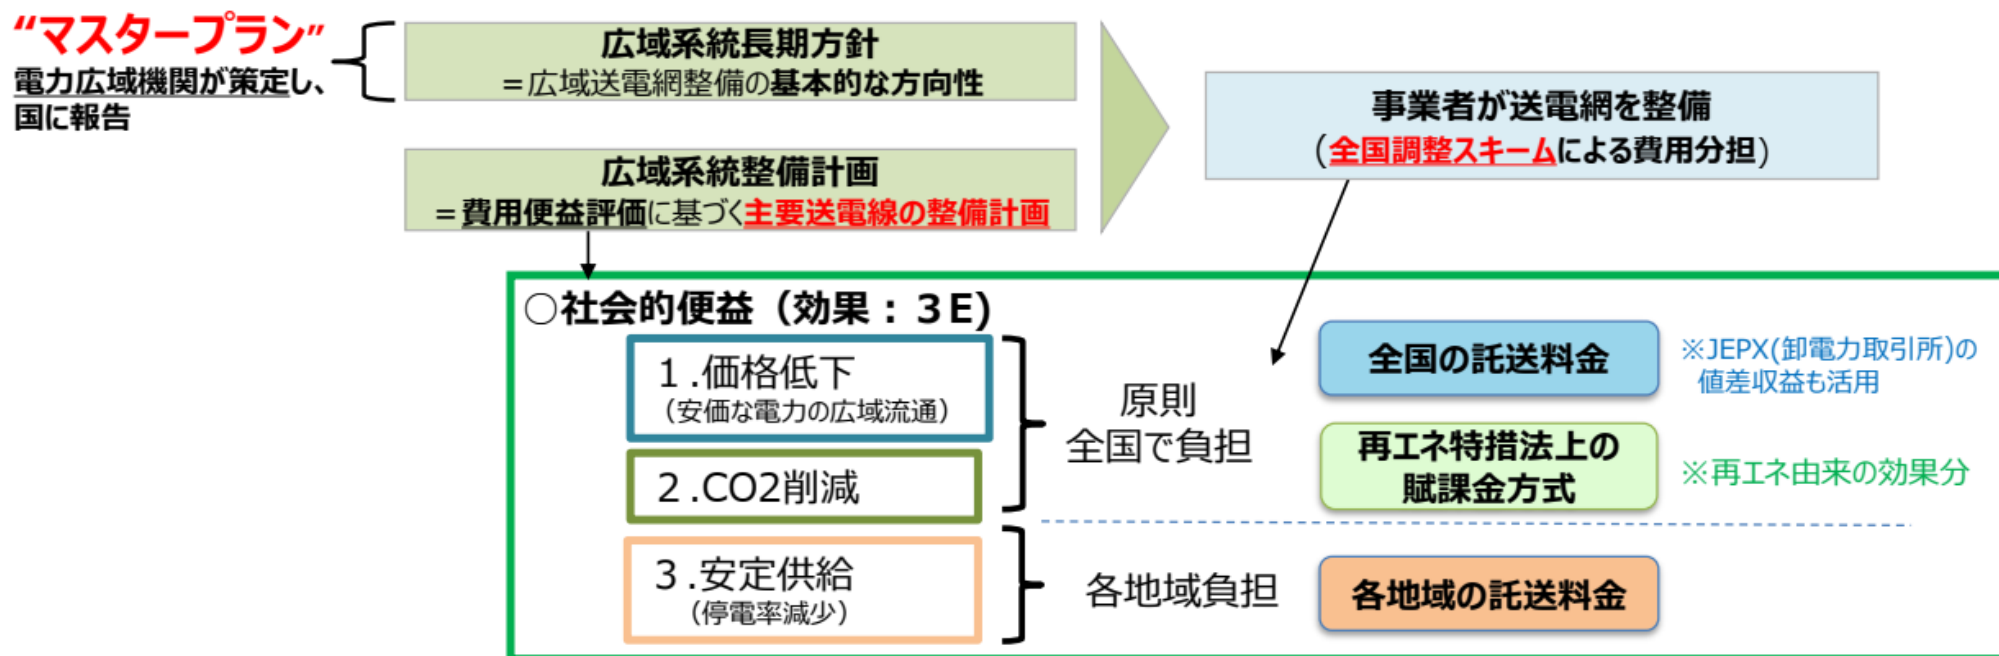 “マスタープラン”
電力広域機関が策定し、
国に報告
広域系統長期方針
＝広域送電網整備の基本的な方向性
広域系統整備計画
＝費用便益評価に基づく主要送電線の整備計画
事業者が送電網を整備
(全国調整スキームによる費用分担)
○社会的便益（効果：３E)
１.価格低下
（安価な電力の広域流通）
２.CO2削減
３.安定供給
（停電率減少）
原則
全国で負担
各地域負担
全国の託送料金
※JEPX(卸電力取引所)の
値差収益も活用
再エネ特措法上の
賦課金方式
※再エネ由来の効果分
各地域の託送料金